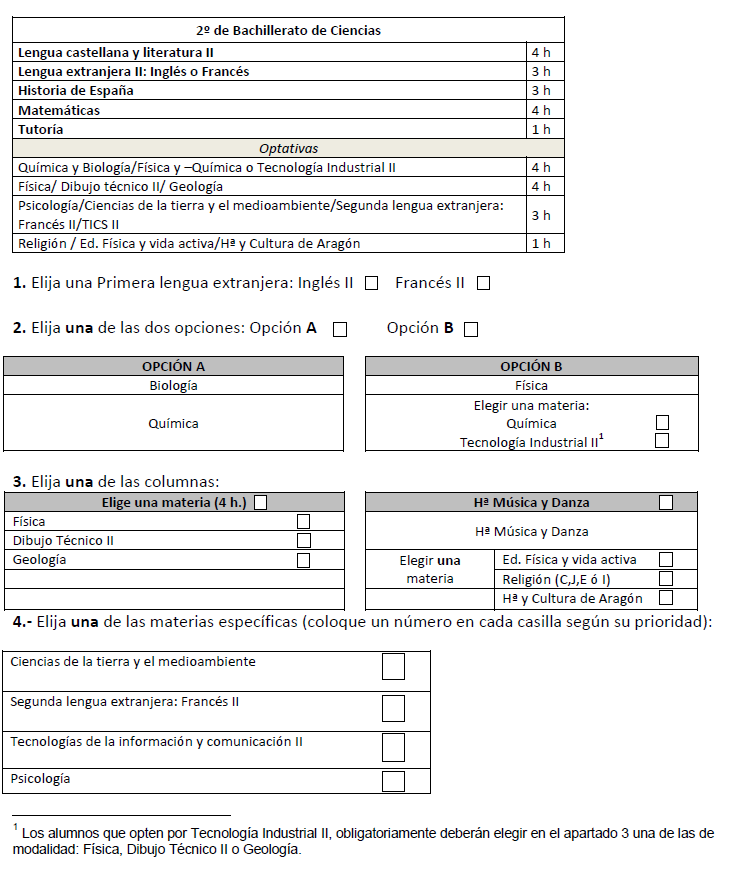 2º de Bachillerato de Ciencias
Lengua castellana y literatura II 4 h
Lengua extranjera II: Inglés o Francés 3 h
Historia de España 3 h
Matemáticas 4 h
Tutoría 1 h
Optativas
Química y Biología/Física y –Química o Tecnología Industrial II 4 h
Física/ Dibujo técnico II/ Geología 4 h
Psicología/Ciencias de la tierra y el medioambiente/Segunda lengua extranjera:
Francés II/TICS II 3 h
Religión / Ed. Física y vida activa/Hª y Cultura de Aragón 1 h
1. Elija una Primera lengua extranjera: Inglés II Francés II
2. Elija una de las dos opciones: Opción A Opción B
OPCIÓN A
Biología
Química
OPCIÓN B
Física
Elegir una materia:
Química
Tecnología Industrial II1
3. Elija una de las columnas:
Elige una materia (4 h.)
Física
Dibujo Técnico II
Geología
Hª Música y Danza
Hª Música y Danza
Elegir una
materia
Ed. Física y vida activa
Religión (C,J,E ó I)
Hª y Cultura de Aragón
4.- Elija una de las materias específicas (coloque un número en cada casilla según su prioridad):
Ciencias de la tierra y el medioambiente
Segunda lengua extranjera: Francés II
Tecnologías de la información y comunicación II
Psicología
1 Los alumnos que opten por Tecnología Industrial II, obligatoriamente deberán elegir en el apartado 3 una de las de
modalidad: Física, Dibujo Técnico II o Geología.